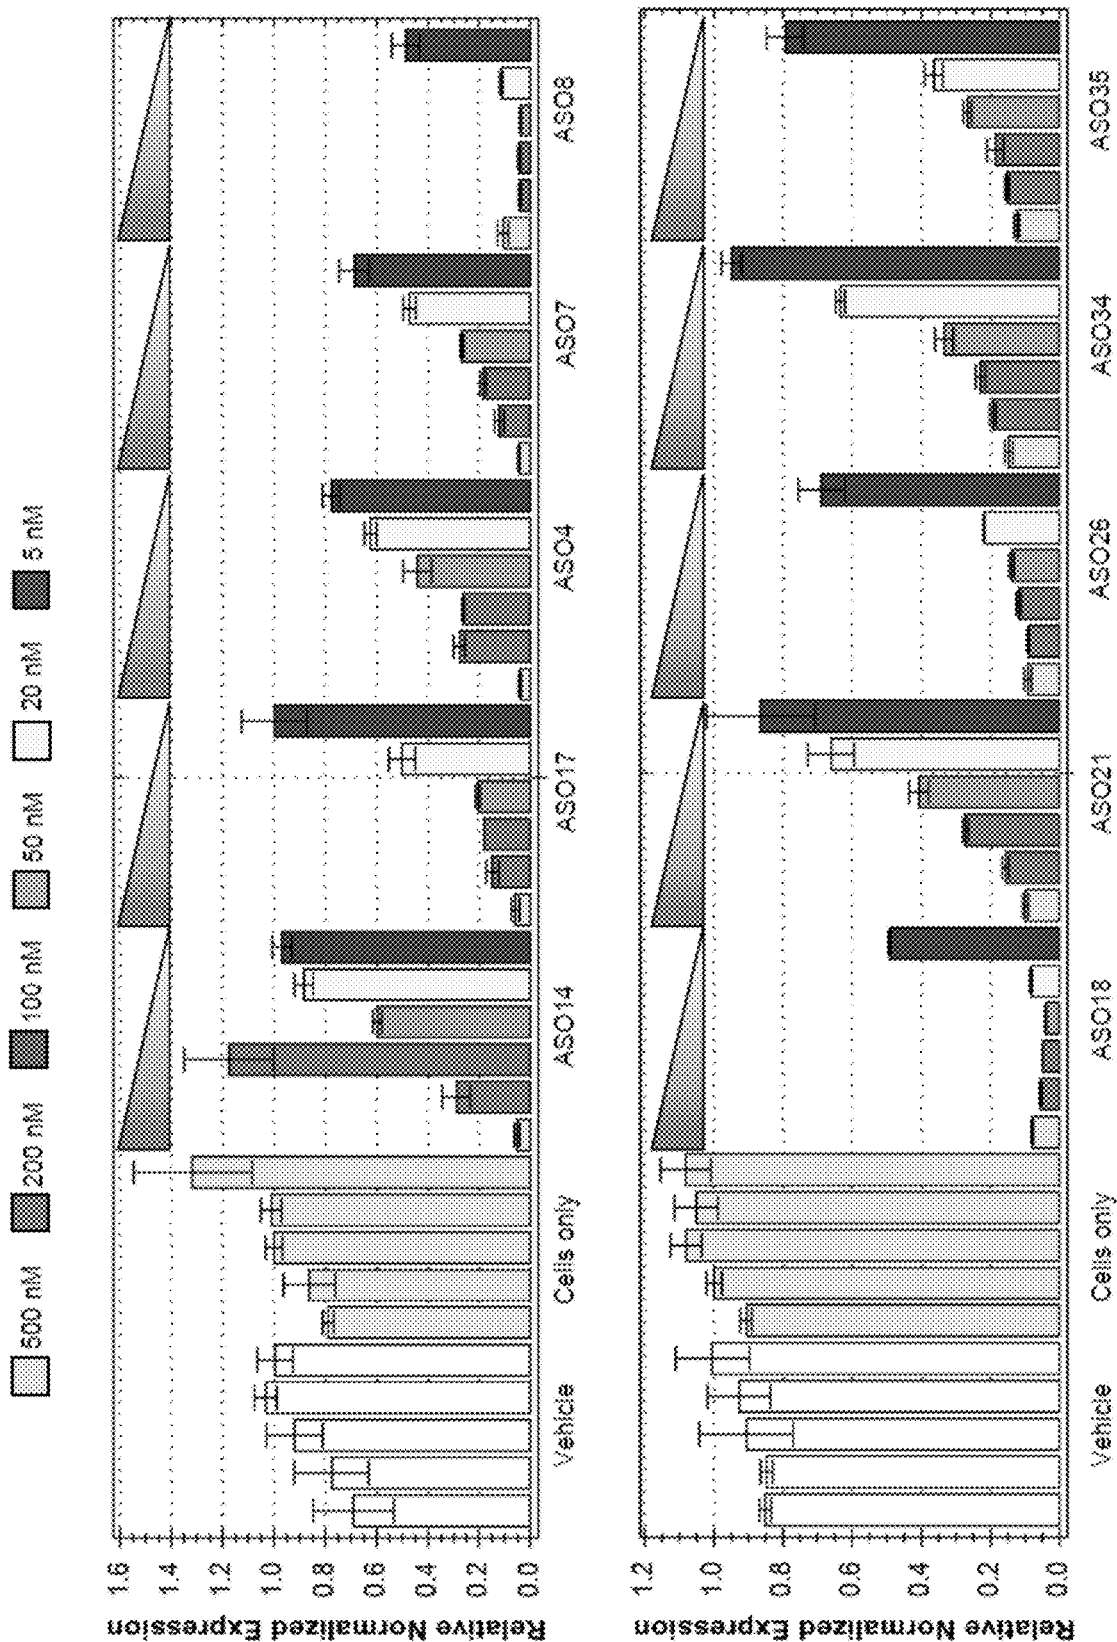 500 nM
200 nM
100 nM
50 nM
20 nM
5 nM
Relative Normalized Expression
1.6
1.4
1.2
1.0
0.8
0.6
0.4
0.2
0.0
Vehicle
Cells only
ASO14
ASO17
ASO4
ASO7
ASO8
Relative Normalized Expression
1.2
1.0
0.8
0.6
0.4
0.2
0.0
Vehicle
Cells only
ASO18
ASO21
ASO26
ASO34
ASO35